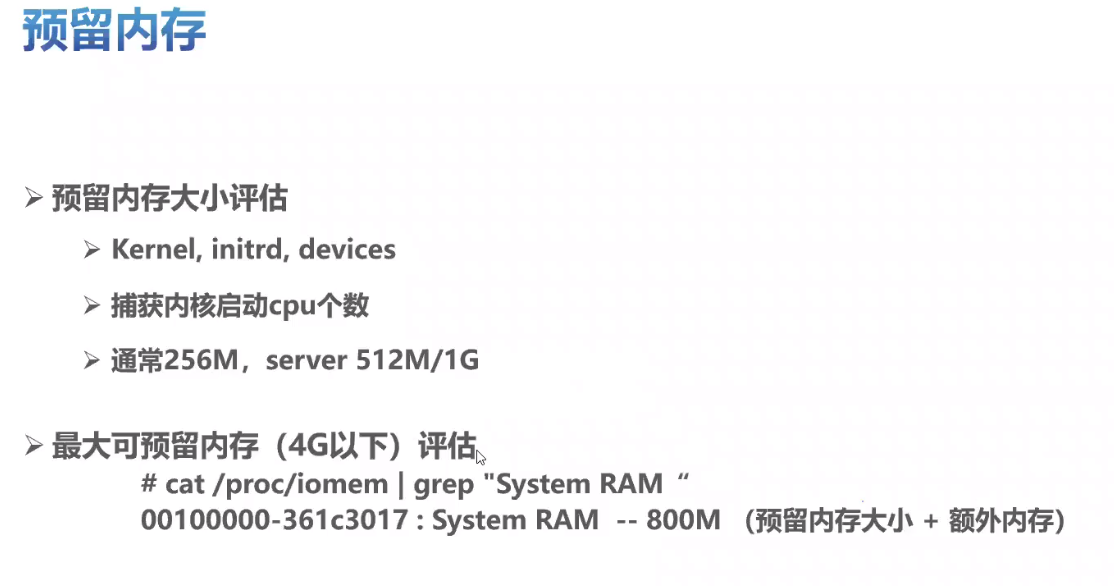 预留内存
➢ 预留内存大小评估
➢ Kernel, initrd, devices
➢ 捕获内核启动cpu个数
➢ 通常256M，server 512M/1G
➢ 最大可预留内存（4G以下）评估
# cat /proc/iomem | grep "System RAM “
00100000-361c3017 : System RAM -- 800M （预留内存大小 + 额外内存）